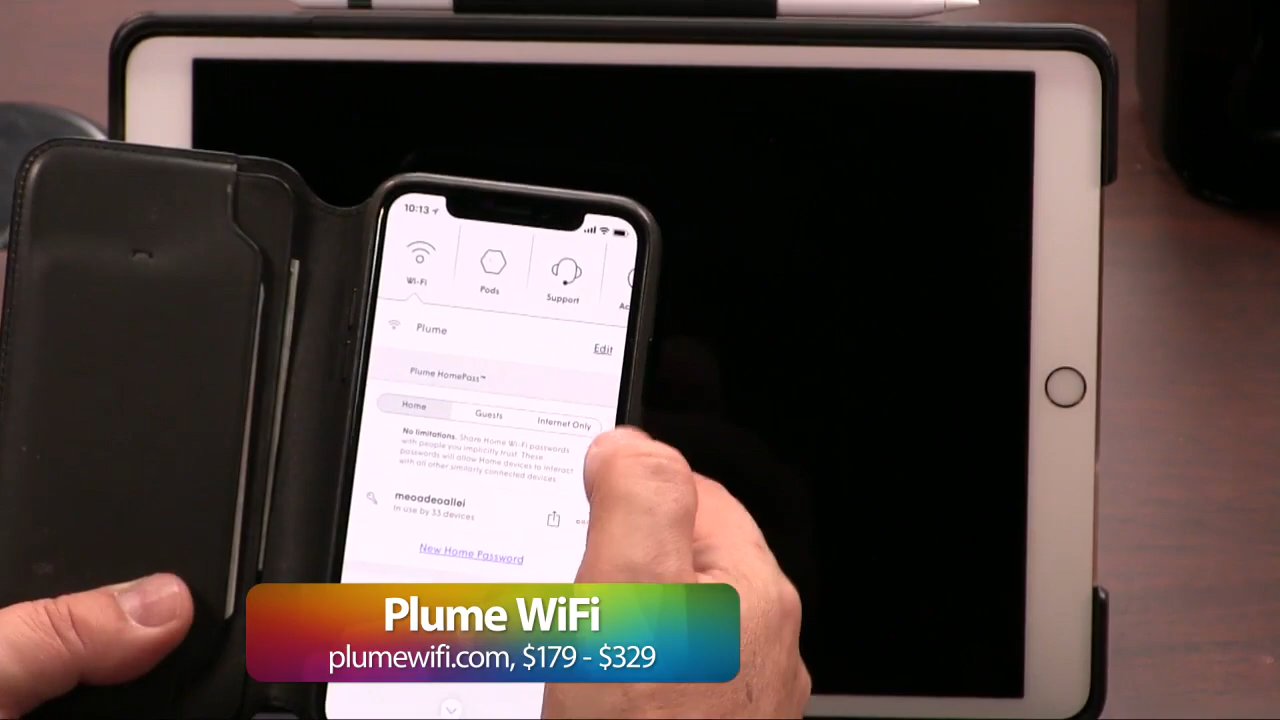 10:13
Wi-Fi
Pods
Support
Ac
Plume
Edit
Plume HomePass™
Home
Guests
Internet Only
No limitations. Share Home Wi-Fi passwords
with people you implicitly trust. These
passwords will allow Home devices to interact
with all other similarly connected devices.
meoadeoallei
In use by 33 devices
New Home Password
Plume WiFi
plumewifi.com, $179 - $329